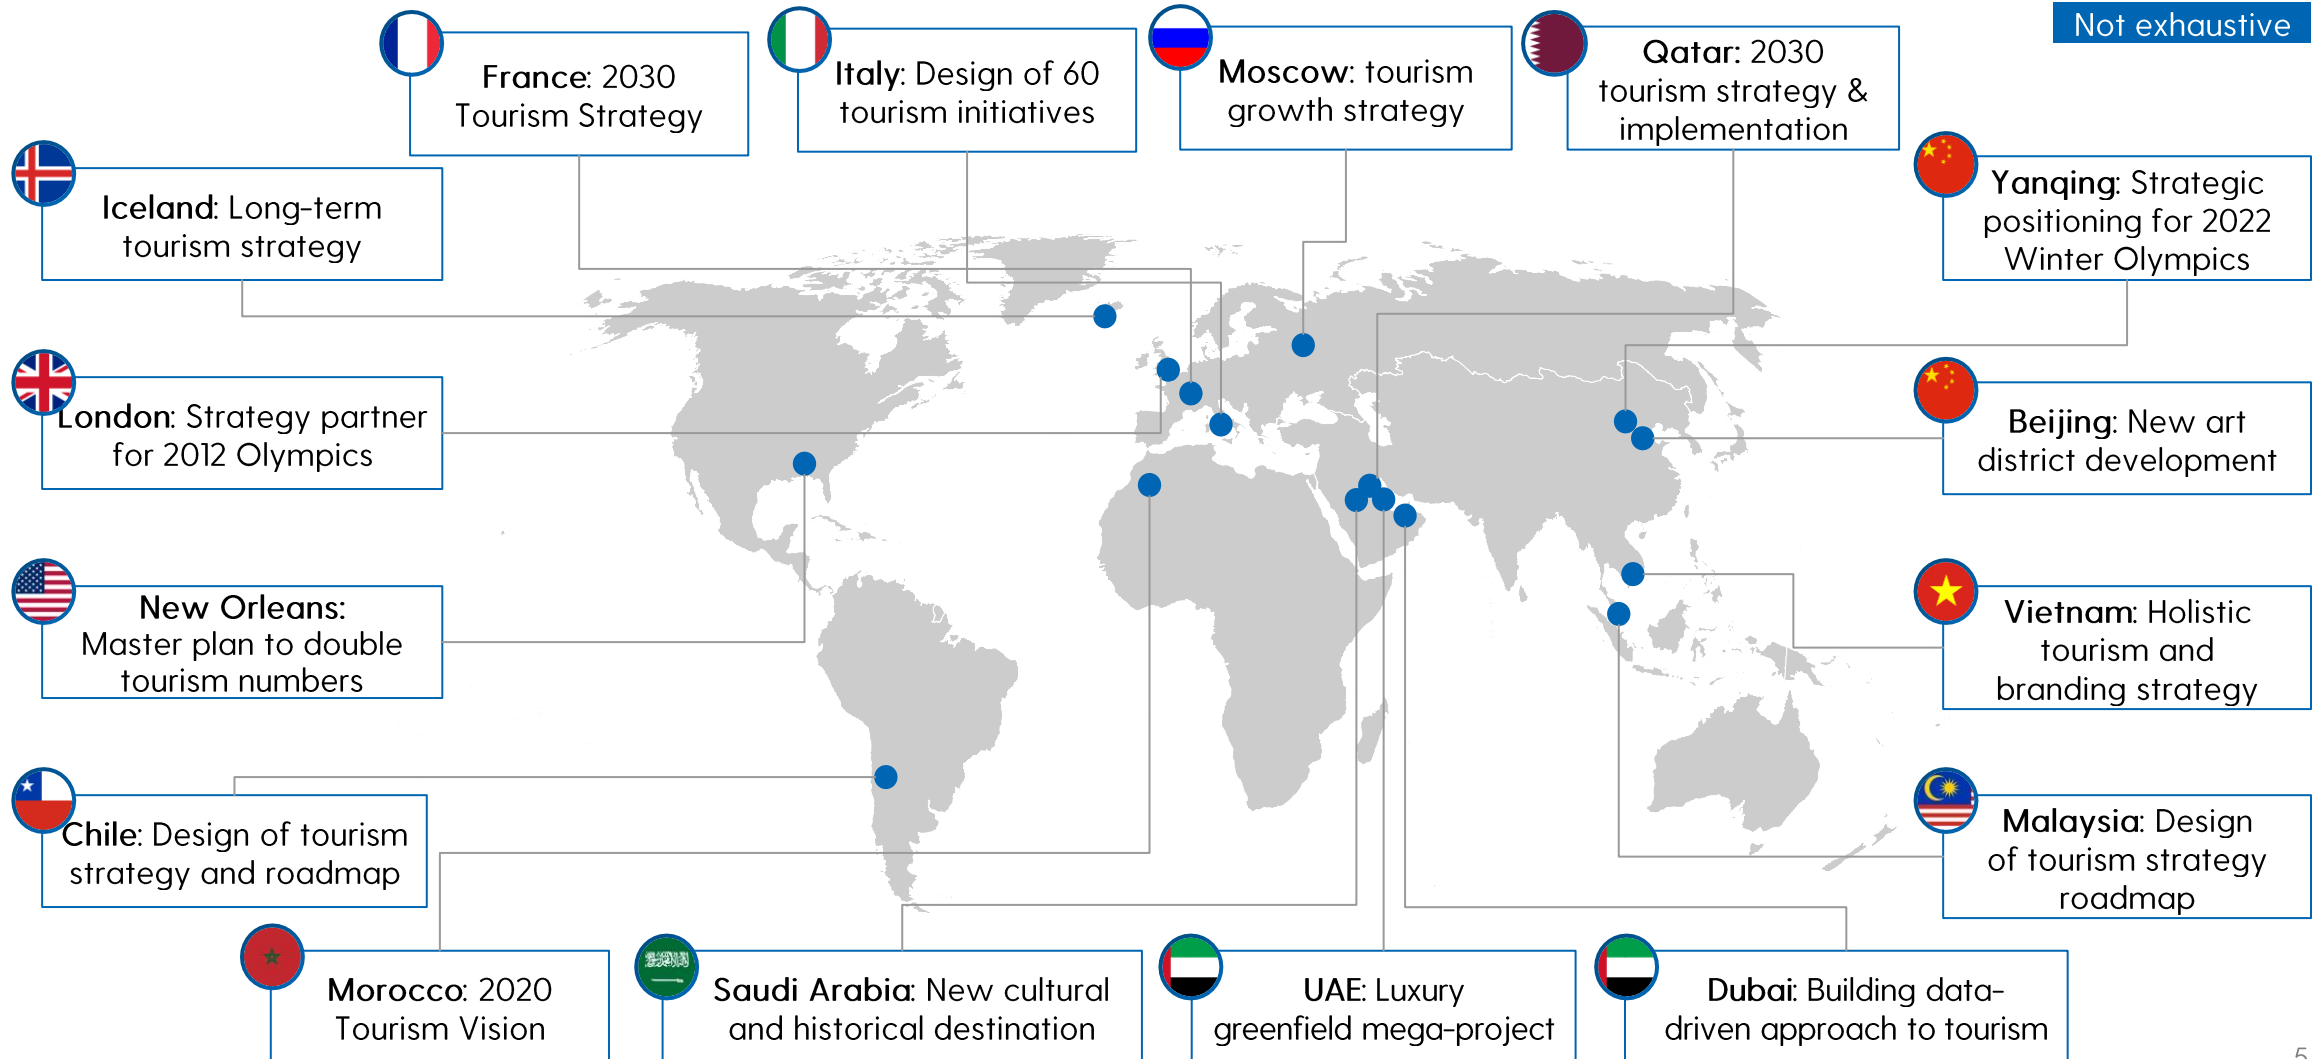 Not exhaustive
France: 2030
Tourism Strategy
Italy: Design of 60
tourism initiatives
Moscow: tourism
growth strategy
Qatar: 2030
tourism strategy &
implementation
Iceland: Long-term
tourism strategy
Yanqing: Strategic
positioning for 2022
Winter Olympics
London: Strategy partner
for 2012 Olympics
Beijing: New art
district development
New Orleans:
Master plan to double
tourism numbers
Vietnam: Holistic
tourism and
branding strategy
Chile: Design of tourism
strategy and roadmap
Malaysia: Design
of tourism strategy
roadmap
Morocco: 2020
Tourism Vision
Saudi Arabia: New cultural
and historical destination
UAE: Luxury
greenfield mega-project
Dubai: Building data-
driven approach to tourism
5